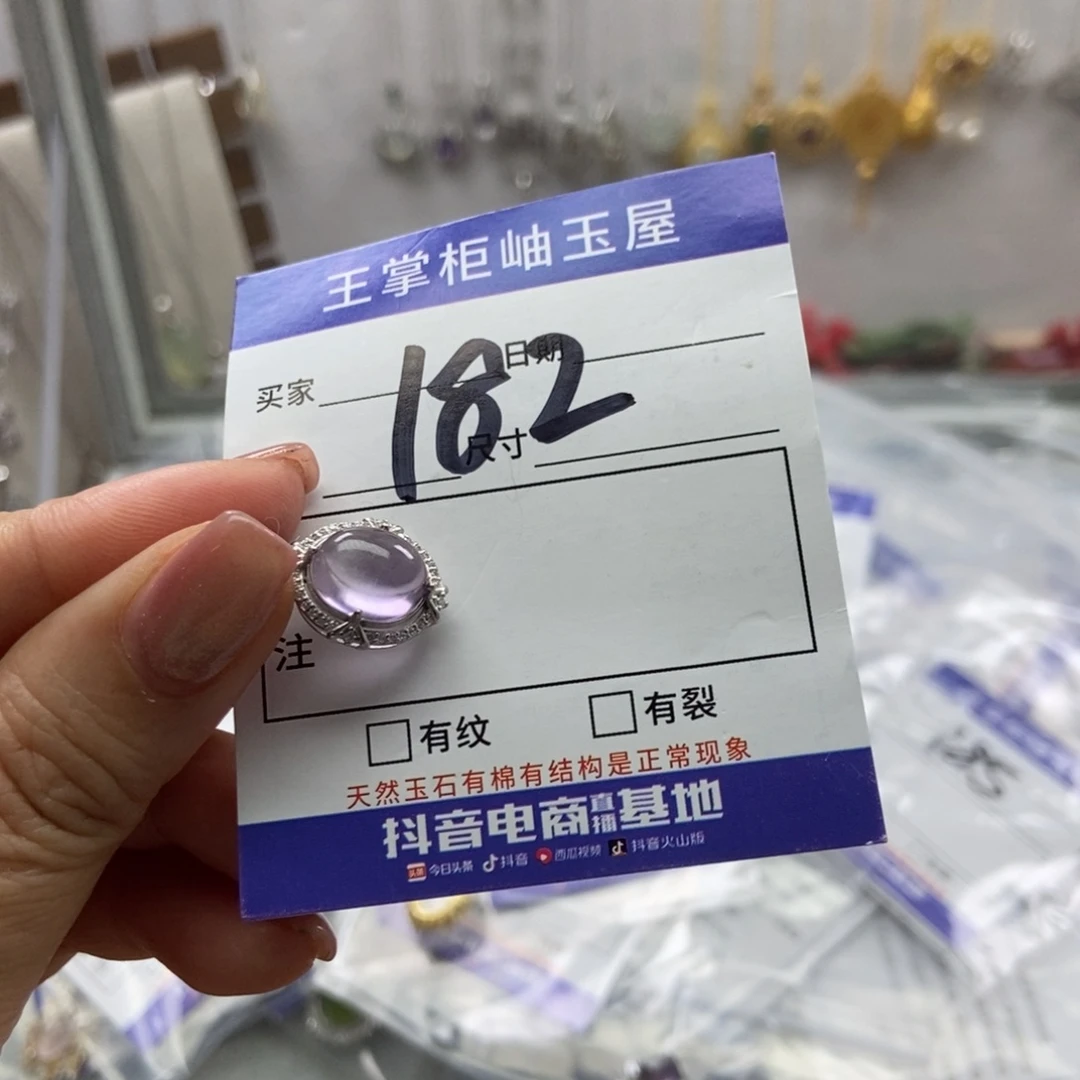 王掌柜岫玉屋
买家 日期
182
尺寸
注
有纹 有裂
天然玉石有棉有结构是正常现象
抖音电商直播基地
头条 今日头条 抖音 西瓜视频 抖音火山版